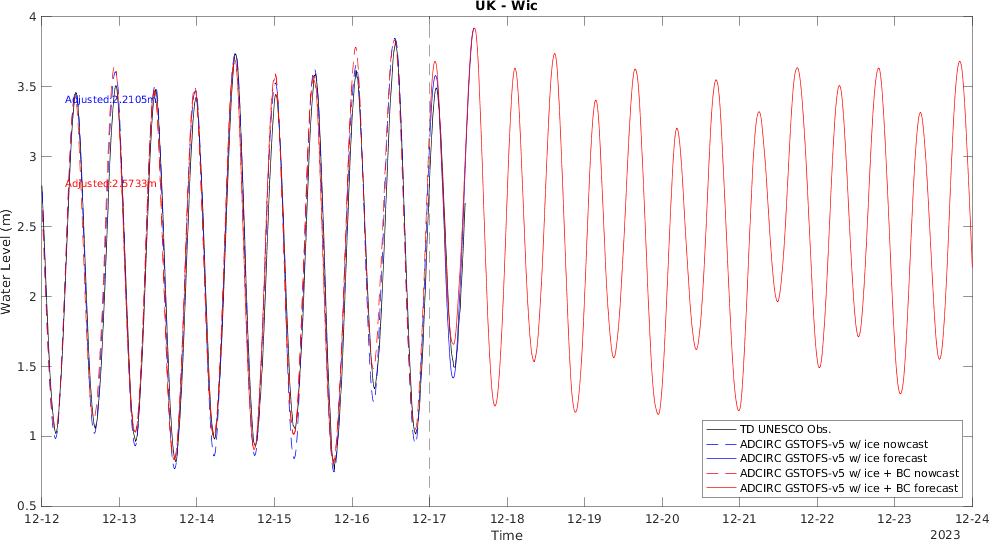 UK - Wic
4
3.5
3
2.5
2
1.5
1
0.5
Water Level (m)
Adjusted:2.2105m
Adjusted:2.5733m
TD UNESCO Obs.
ADCIRC GSTOFS-v5 w/ ice nowcast
ADCIRC GSTOFS-v5 w/ ice forecast
ADCIRC GSTOFS-v5 w/ ice + BC nowcast
ADCIRC GSTOFS-v5 w/ ice + BC forecast
12-12 12-13 12-14 12-15 12-16 12-17 12-18 12-19 12-20 12-21 12-22 12-23 12-24
Time
2023